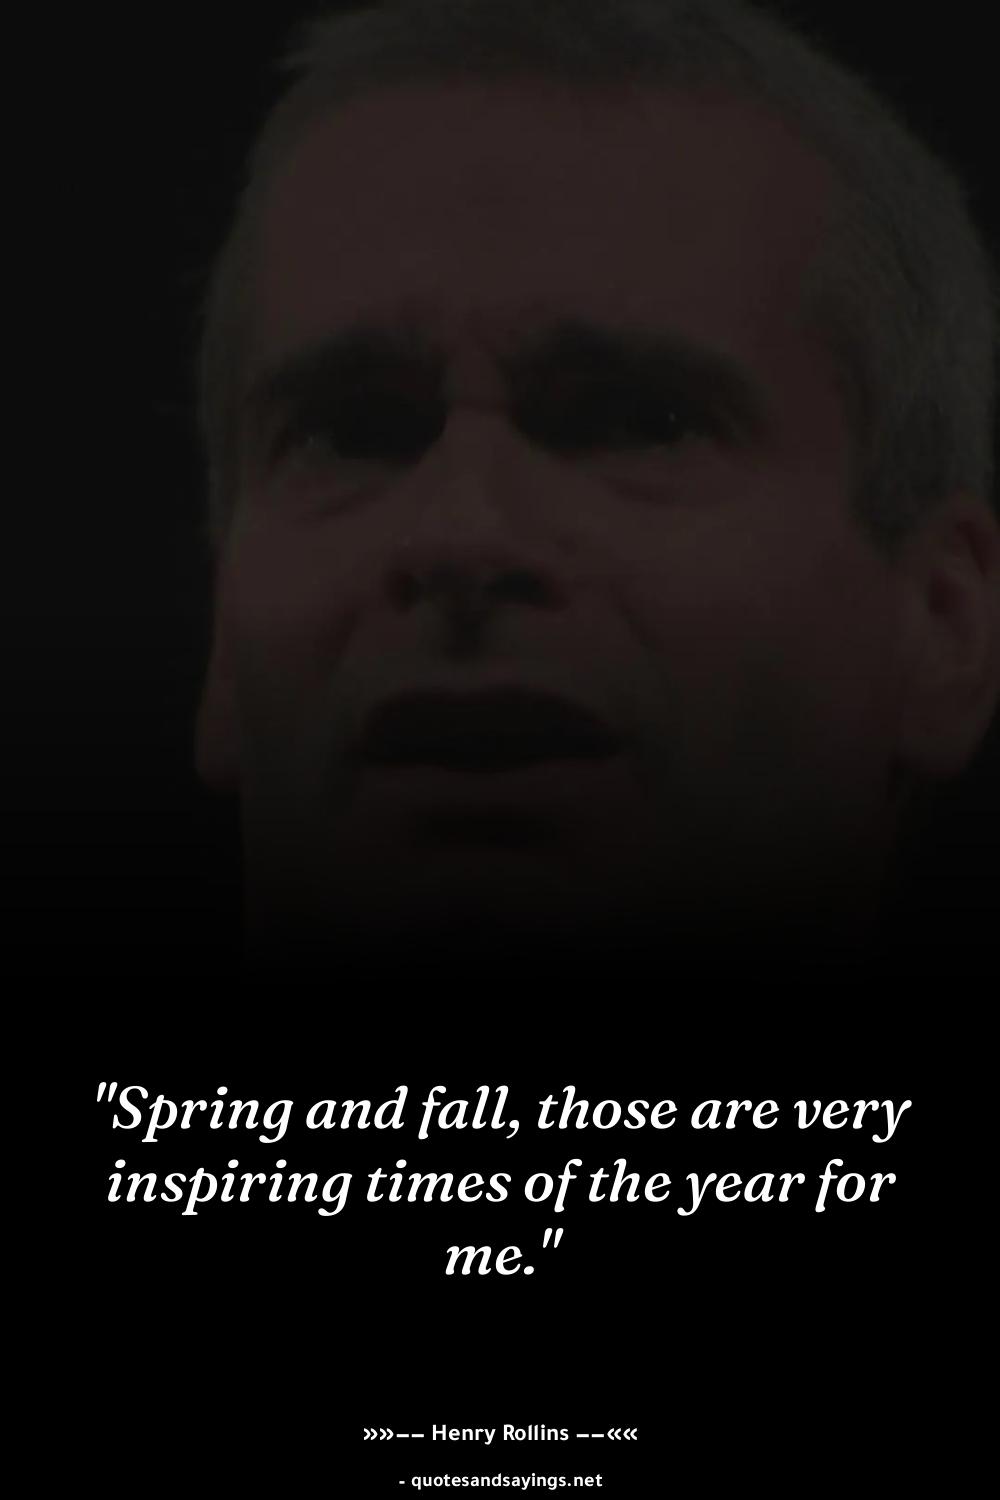 "Spring and fall, those are very
inspiring times of the year for
me."
»»−− Henry Rollins −−««
- quotesandsayings.net